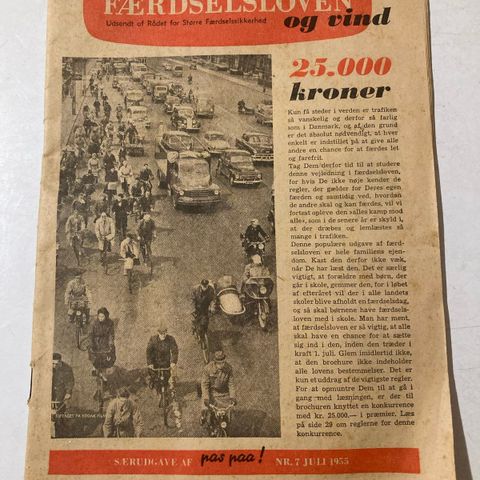 FÆRDSELSLOVEN
Udsendt af Rådet for Større Færdselssikkerhed
og vind
25.000
kroner
Kun få steder i verden er trafiken
så vanskelig og derfor så farlig
som i Danmark, og af den grund er
det absolut nødvendigt, at hver
enkelt er indstillet på at give alle
andre en chance for at færdes let
og farefrit.
Tag Dem derfor tid til at studere
denne vejledning i færdselsloven,
for hvis De ikke nøje kender de
regler, der gælder for Deres egen
færden og samtidig ved, hvordan
de andre skal og kan færdes, vil vi
fortsat opleve den »alles kamp mod
alle«, som i de senere år er skyld i,
at der dræbes og lemlæstes så
mange i trafiken.
Denne populære udgave af færd-
selsloven er hele familiens ejen-
dom. Kast den derfor ikke væk,
når De har læst den. Det er særlig
vigtigt, at forældre med børn, der
går i skole, gemmer den, for i løbet
af efteråret vil der i alle landets
skoler blive afholdt en færdselsdag,
og så skal børnene have færdsels-
loven med i skole. Man har ment,
at færdselsloven er så vigtig, at alle
skal have en chance for at sætte
sig ind i den, inden den træder i
kraft 1. juli. Glem imidlertid ikke,
at den brochure ikke indeholder
alle lovens bestemmelser. Det er
kun et uddrag af de vigtigste regler.
For at opmuntre Dem til at gå i
gang med læsningen, er der til
brochuren knyttet en konkurrence
med kr. 25.000.— i præmier. Læs
på side 29 om reglerne for denne
konkurrence.
SÆRUDGAVE AF pas paa! NR. 7 JULI 1955